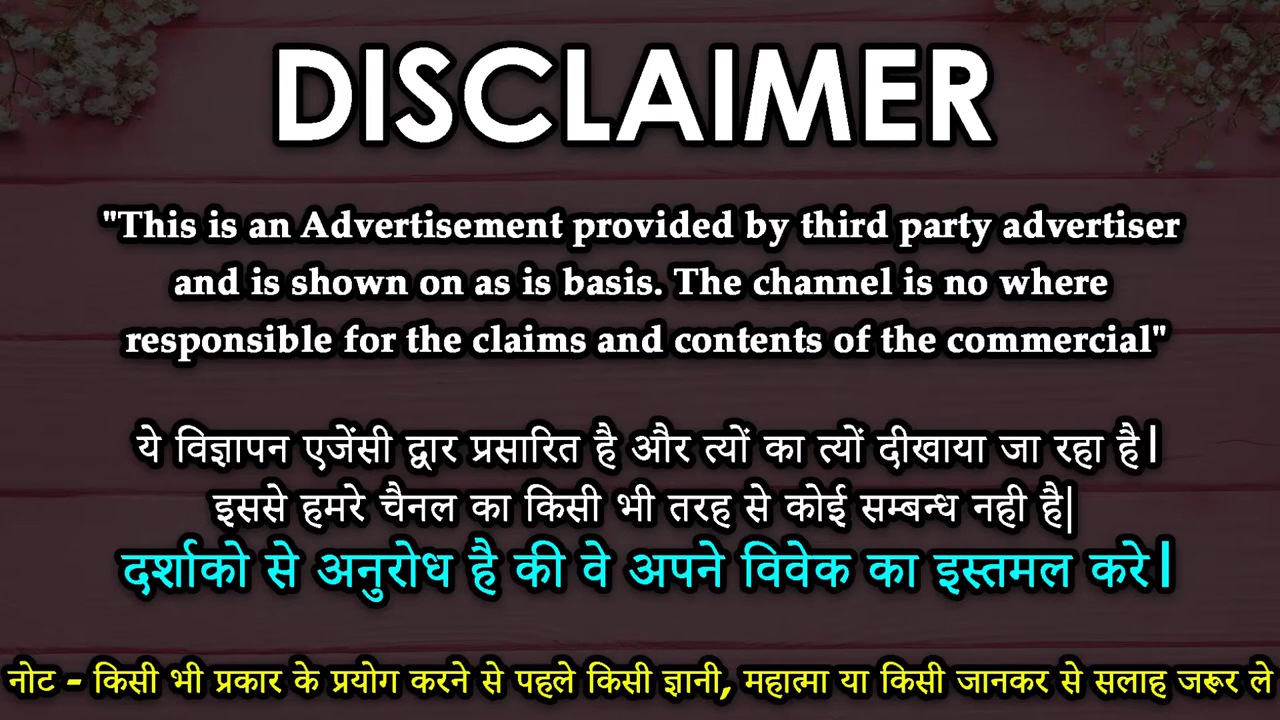 DISCLAIMER
"This is an Advertisement provided by third party advertiser
and is shown on as is basis. The channel is no where
responsible for the claims and contents of the commercial"
ये विज्ञापन एजेंसी द्वार प्रसारित है और त्यों का त्यों दीखाया जा रहा है।
इससे हमरे चैनल का किसी भी तरह से कोई सम्बन्ध नही है|
दर्शाको से अनुरोध है की वे अपने विवेक का इस्तमल करे।
नोट - किसी भी प्रकार के प्रयोग करने से पहले किसी ज्ञानी, महात्मा या किसी जानकर से सलाह जरूर ले